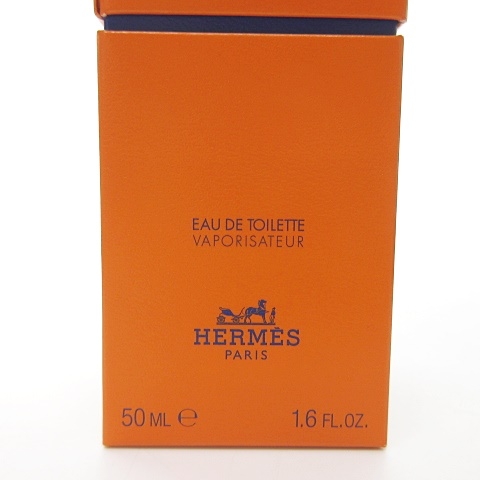 EAU DE TOILETTE
VAPORISATEUR
HERMÈS
PARIS
50 ML ℮ 1.6 FL.OZ.